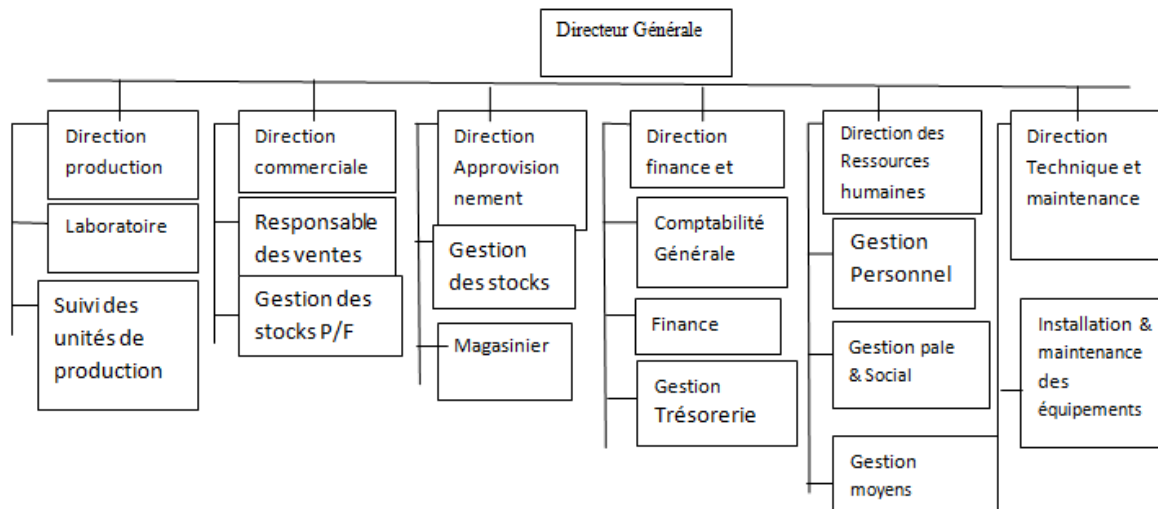 Directeur Générale
Direction
production
Laboratoire
Suivi des
unités de
production
Direction
commerciale
Responsable
des ventes
Gestion des
stocks P/F
Direction
Approvision
nement
Gestion
des stocks
Magasinier
Direction
finance et
Comptabilité
Générale
Finance
Gestion
Trésorerie
Direction des
Ressources
humaines
Gestion
Personnel
Gestion pale
& Social
Gestion
moyens
Direction
Technique et
maintenance
Installation &
maintenance
des
équipements